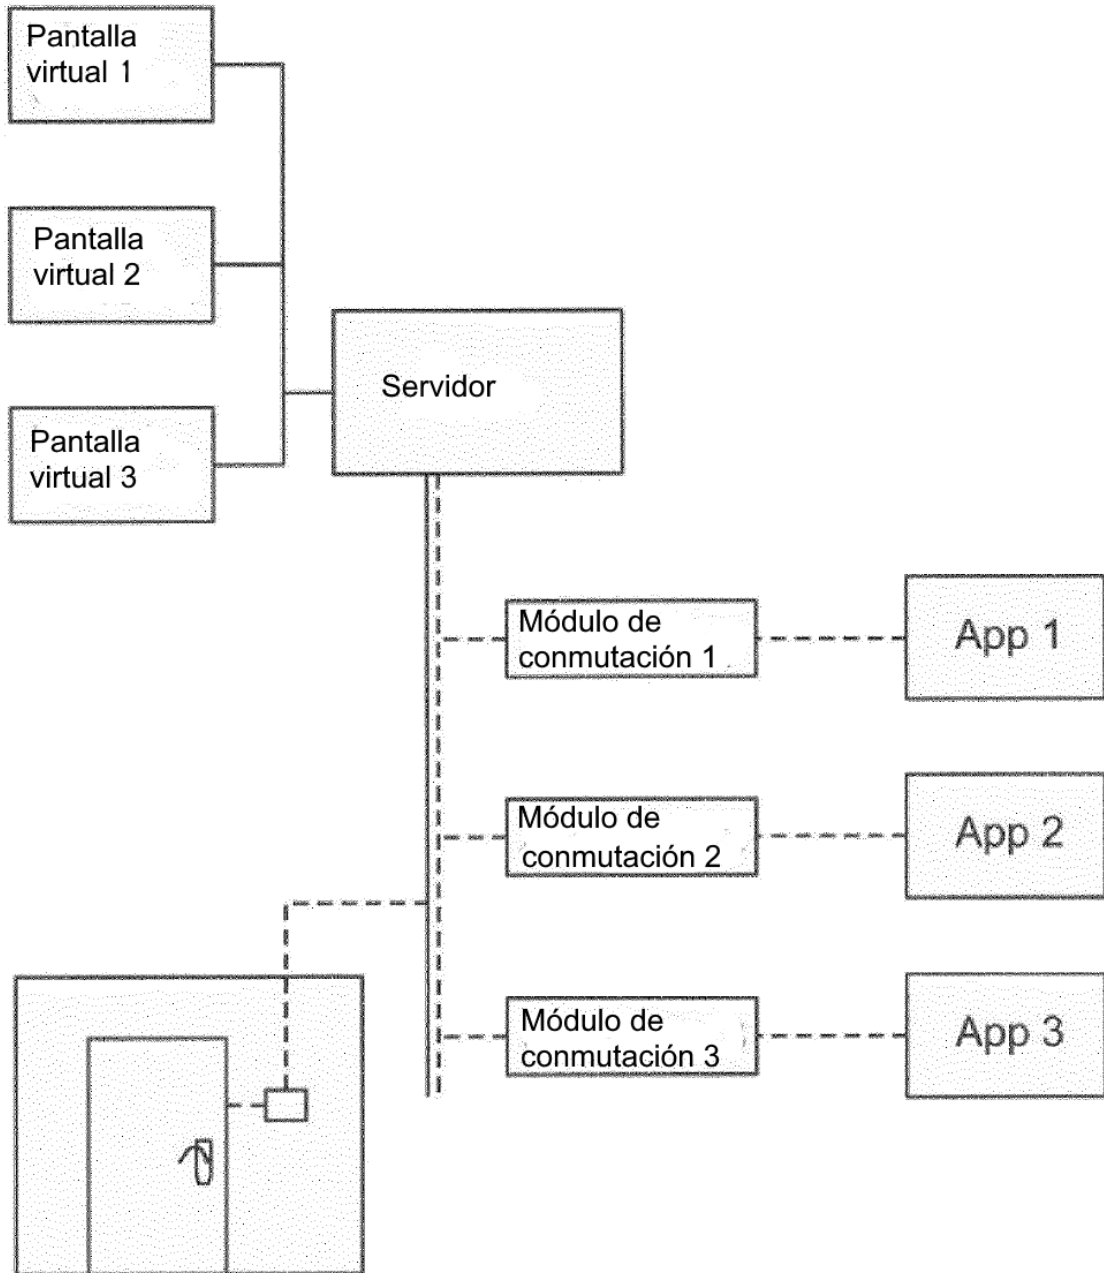 Pantalla
virtual 1
Pantalla
virtual 2
Pantalla
virtual 3
Servidor
Módulo de
conmutación 1
App 1
Módulo de
conmutación 2
App 2
Módulo de
conmutación 3
App 3